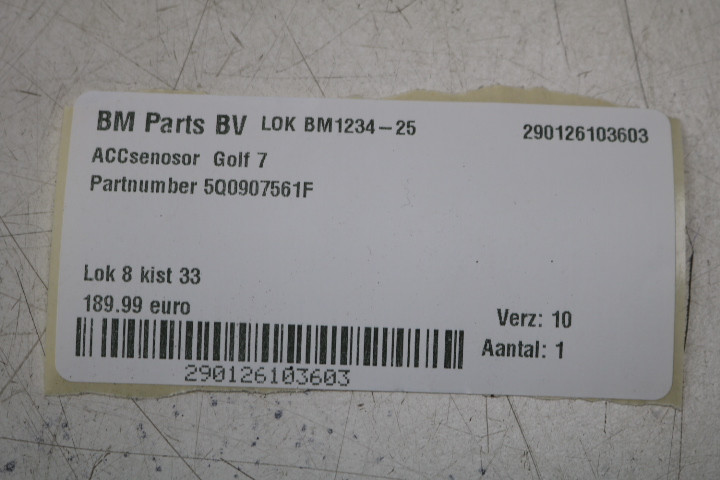 BM Parts BV LOK BM1234-25 290126103603
ACCsenosor Golf 7
Partnumber 5Q0907561F
Lok 8 kist 33
189.99 euro
Verz: 10
Aantal: 1
290126103603